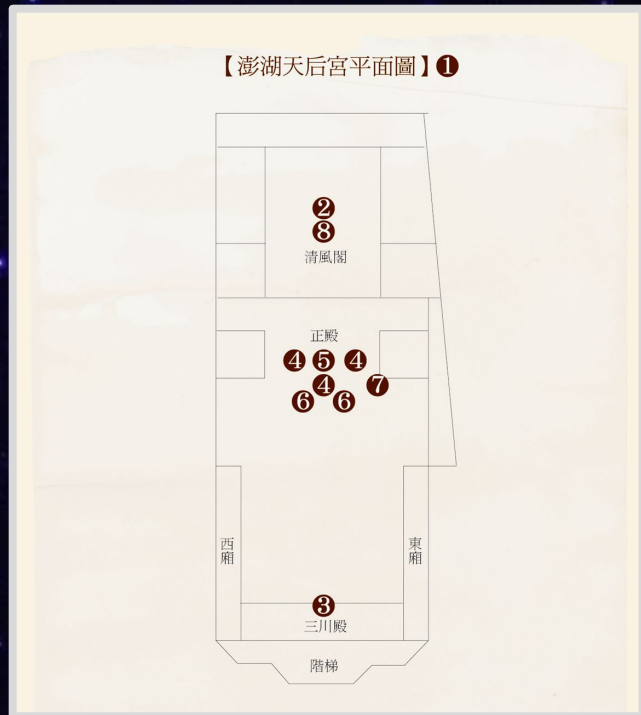 【澎湖天后宮平面圖】❶
❷
❽
清風閣
正殿
❹ ❺ ❹
❹ ❼
❻ ❻
西廂
東廂
❸
三川殿
階梯